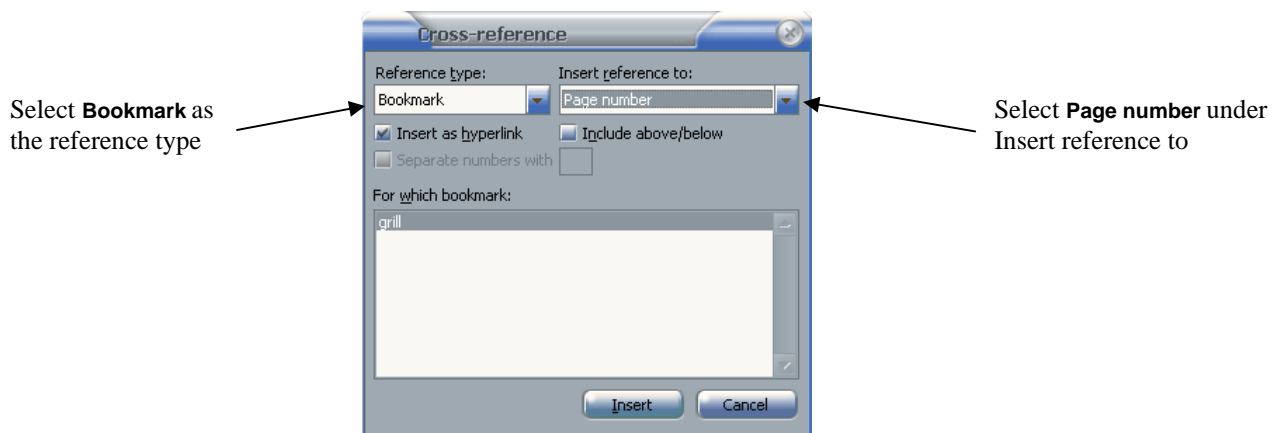 Cross-reference
Reference type:
Insert reference to:
Bookmark
Page number
Select Bookmark as
the reference type
Select Page number under
Insert reference to
Insert as hyperlink
Include above/below
Separate numbers with
For which bookmark:
grill
Insert
Cancel